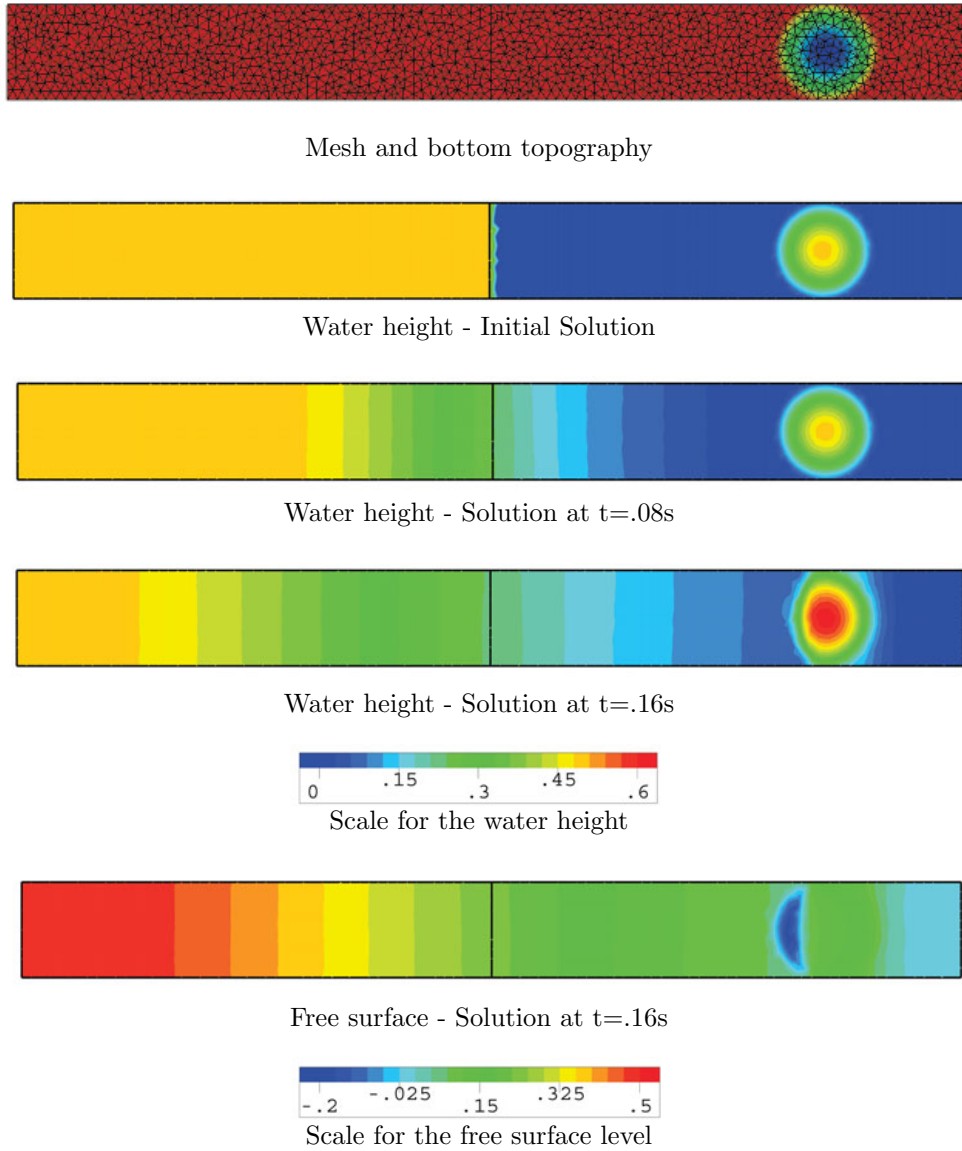 Mesh and bottom topography
Water height - Initial Solution
Water height - Solution at t=.08s
Water height - Solution at t=.16s
0 .15 .3 .45 .6
Scale for the water height
Free surface - Solution at t=.16s
-.2 -.025 .15 .325 .5
Scale for the free surface level